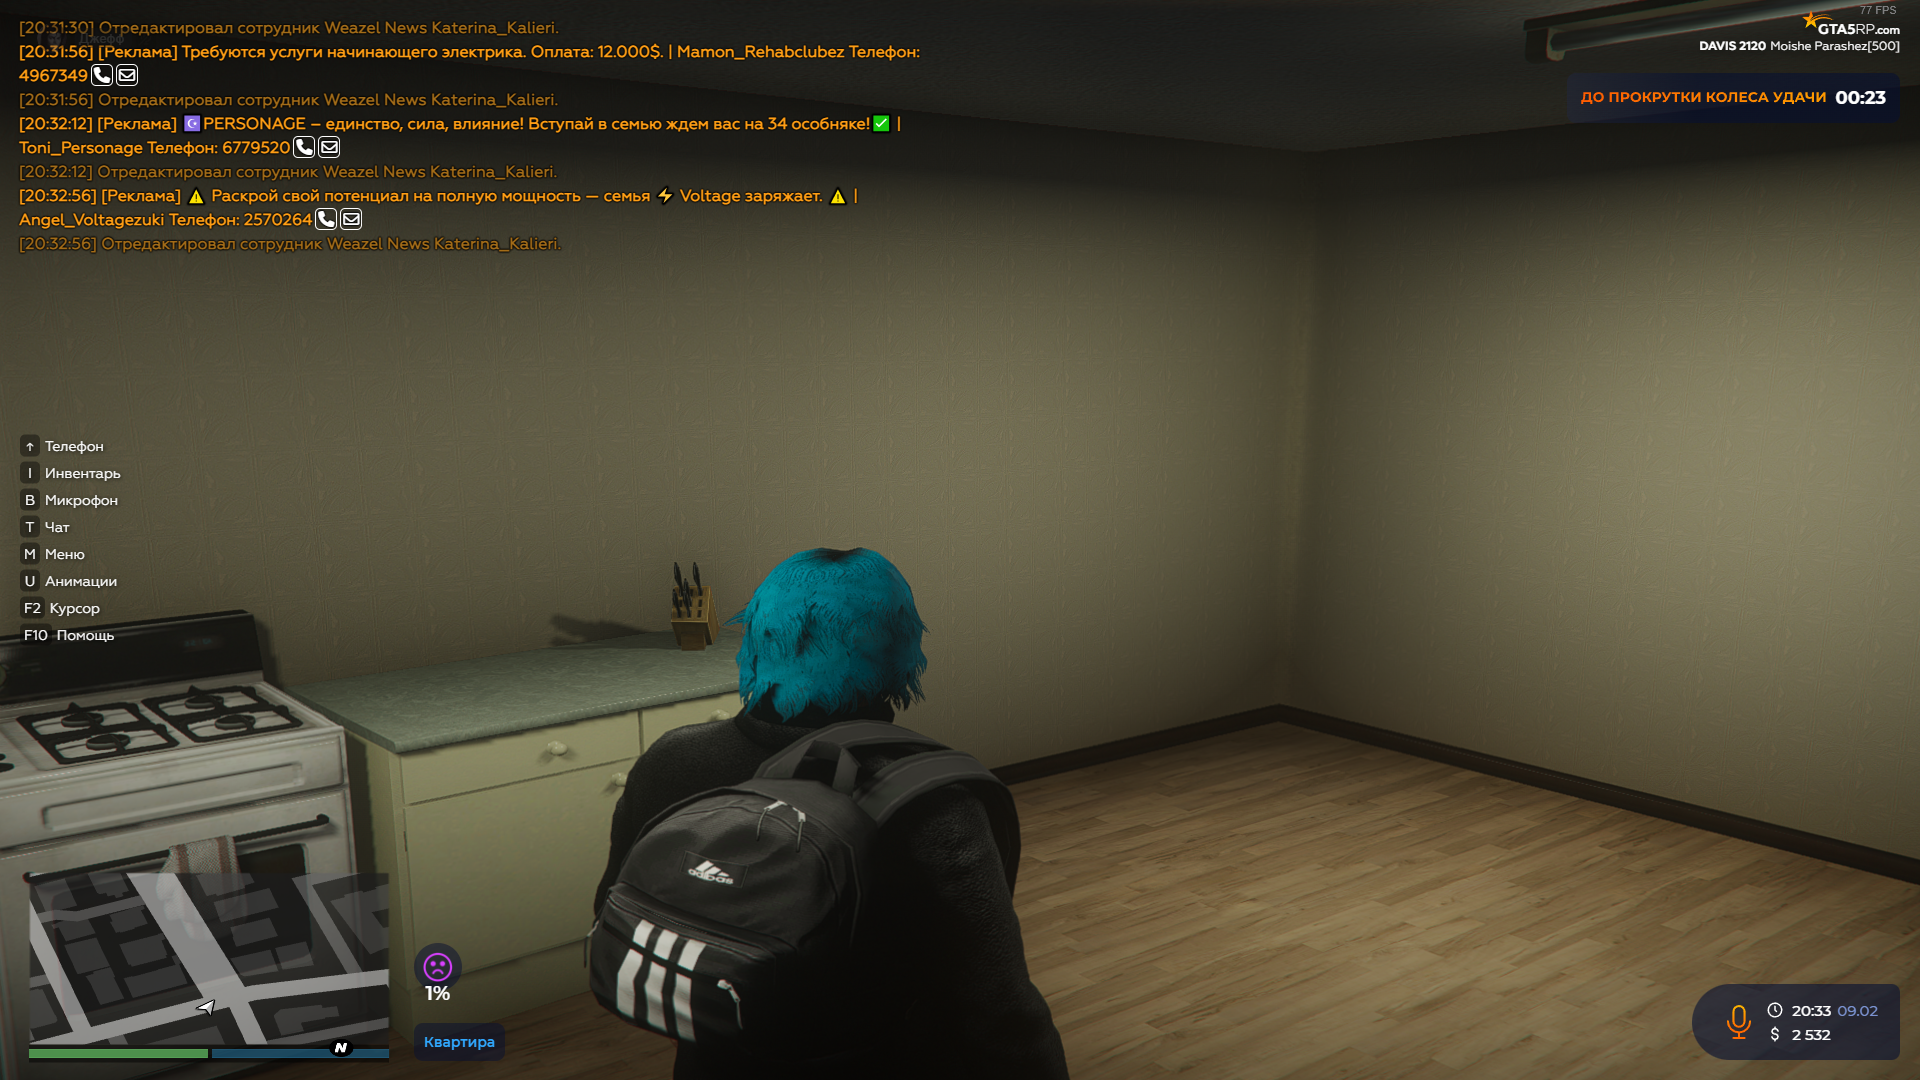 77 FPS
GTA5RP.com
DAVIS 2120 Moishe Parashez[500]
ДО ПРОКРУТКИ КОЛЕСА УДАЧИ 00:23
[20:31:30] Отредактировал сотрудник Weazel News Katerina_Kalieri.
Джефф
[20:31:56] [Реклама] Требуются услуги начинающего электрика. Оплата: 12.000$. | Mamon_Rehabclubez Телефон:
4967349
[20:31:56] Отредактировал сотрудник Weazel News Katerina_Kalieri.
[20:32:12] [Реклама] ☪PERSONAGE – единство, сила, влияние! Вступай в семью ждем вас на 34 особняке!✅ |
Toni_Personage Телефон: 6779520
[20:32:12] Отредактировал сотрудник Weazel News Katerina_Kalieri.
[20:32:56] [Реклама] ⚠ Раскрой свой потенциал на полную мощность — семья ⚡ Voltage заряжает. ⚠ |
Angel_Voltagezuki Телефон: 2570264
[20:32:56] Отредактировал сотрудник Weazel News Katerina_Kalieri.
↑ Телефон
I Инвентарь
B Микрофон
T Чат
M Меню
U Анимации
F2 Курсор
F10 Помощь
adidas
1%
N
Квартира
20:33 09.02
$ 2 532